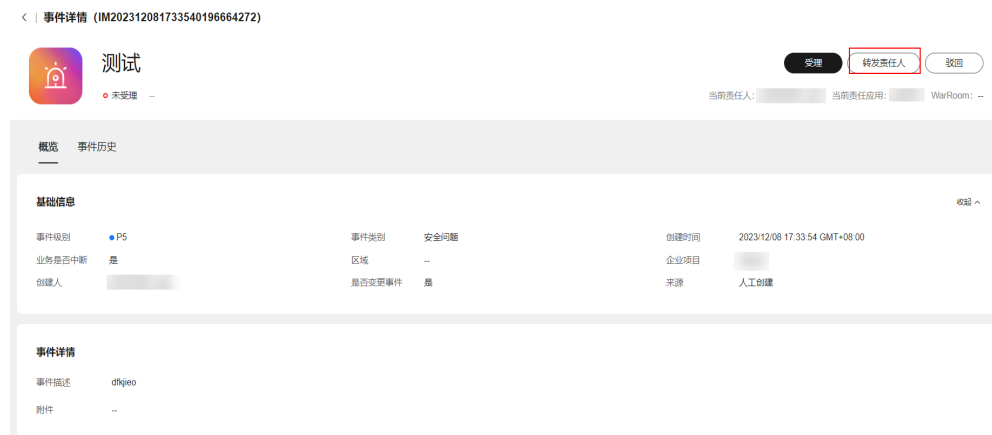 事件详情（IM202312081733540196664272）
测试
受理 转发责任人 驳回
未受理 --
当前责任人: 当前责任应用: WarRoom: --
概览 事件历史
基础信息 收起
事件级别 P5 事件类别 安全问题 创建时间 2023/12/08 17:33:54 GMT+08:00
业务是否中断 是 区域 -- 企业项目
创建人 是否变更事件 是 来源 人工创建
事件详情
事件描述 dfkjieo
附件 --